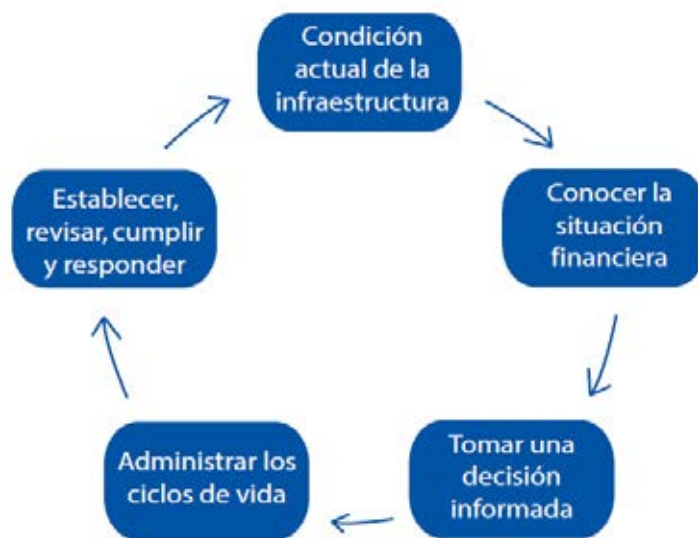 Condición
actual de la
infraestructura
Conocer la
situación
financiera
Tomar una
decisión
informada
Administrar los
ciclos de vida
Establecer,
revisar, cumplir
y responder